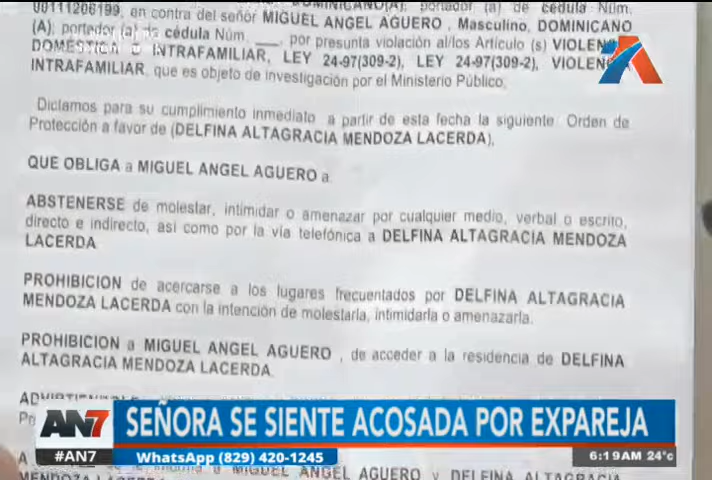 00111206199, en contra del señor MIGUEL ANGEL AGUERO, Masculino, DOMINICANO
(A); portador (a) de cédula Núm. ___, por presunta violación al/los Artículo (s)
DOMESTICA o INTRAFAMILIAR, LEY 24-97(309-2), LEY 24-97(309-2),
INTRAFAMILIAR, que es objeto de investigación por el Ministerio Público;
Dictamos para su cumplimiento inmediato a partir de esta fecha la siguiente Orden de
Protección a favor de (DELFINA ALTAGRACIA MENDOZA LACERDA),
QUE OBLIGA a MIGUEL ANGEL AGUERO a
ABSTENERSE de molestar, intimidar o amenazar por cualquier medio, verbal o escrito,
directo e indirecto, así como por la vía telefónica a DELFINA ALTAGRACIA MENDOZA
LACERDA
PROHIBICION de acercarse a los lugares frecuentados por DELFINA ALTAGRACIA
MENDOZA LACERDA con la intención de molestarla, intimidarla o amenazarla.
PROHIBICION a MIGUEL ANGEL AGUERO , de acceder a la residencia de DELFINA
ALTAGRACIA MENDOZA LACERDA
AN7 SEÑORA SE SIENTE ACOSADA POR EXPAREJA
#AN7 WhatsApp (829) 420-1245 6:19AM 24°c
MIGUEL ANGEL AGUERO y DELFINA ALTAGRACIA
MENDOZA LACERDA